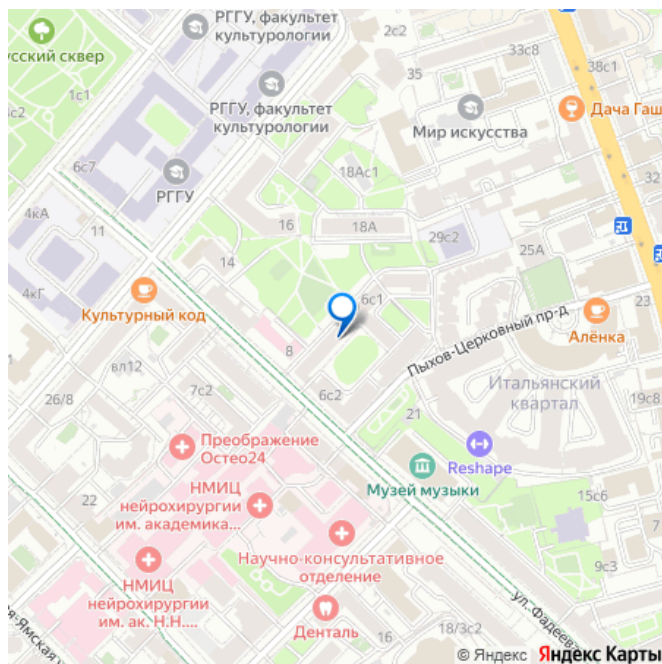 РГГУ, факультет
культурологии
2с2
33с8
38с1
усский сквер
35
1с1
РГГУ, факультет
культурологии
Дача Гаш
с2
Мир искусства
32
6с7
18Ас1
РГГУ
4кА
11
16
18А
29с2
25А
14
4кГ
6с1
23
Культурный код
Пыхов-Церковный пр-д
Алёнка
8
вл12
Итальянский
квартал
7с2
6с2
26/8
19с8
21
Преображение
Остео24
Reshape
Музей музыки
НМИЦ
нейрохирургии
им. академика...
22
15с6
Научно-консультативное
отделение
9с3
НМИЦ
нейрохирургии
им. ак. Н.Н....
ул. Фадеева
я-Ямская у
Денталь
16
18/3с2
© Яндекс Яндекс Карты